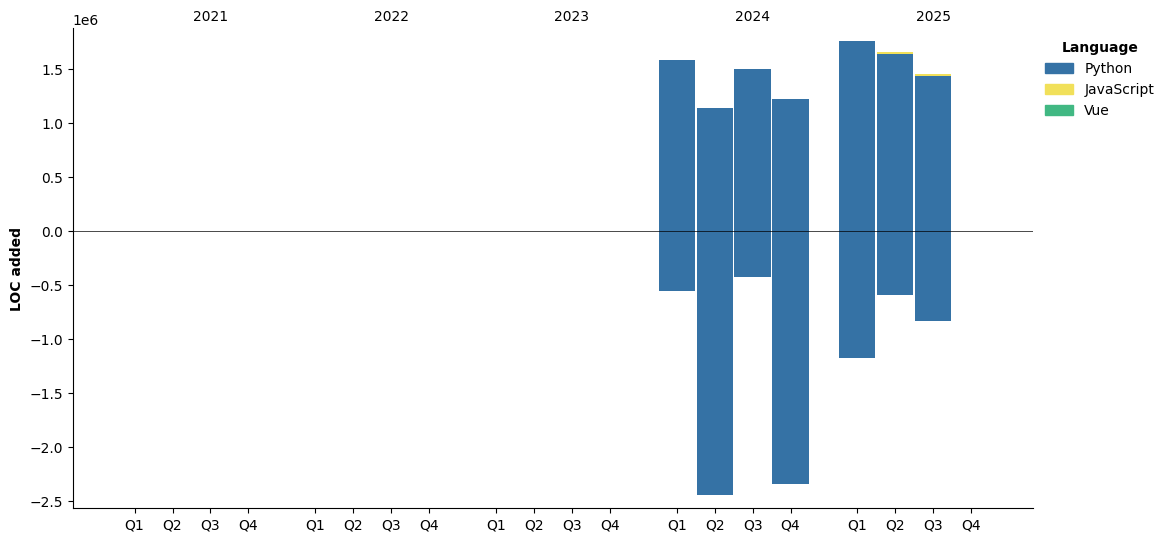 1e6
2021 2022 2023 2024 2025
Language
Python
JavaScript
Vue
LOC added
1.5
1.0
0.5
0.0
−0.5
−1.0
−1.5
−2.0
−2.5
Q1 Q2 Q3 Q4 Q1 Q2 Q3 Q4 Q1 Q2 Q3 Q4 Q1 Q2 Q3 Q4 Q1 Q2 Q3 Q4